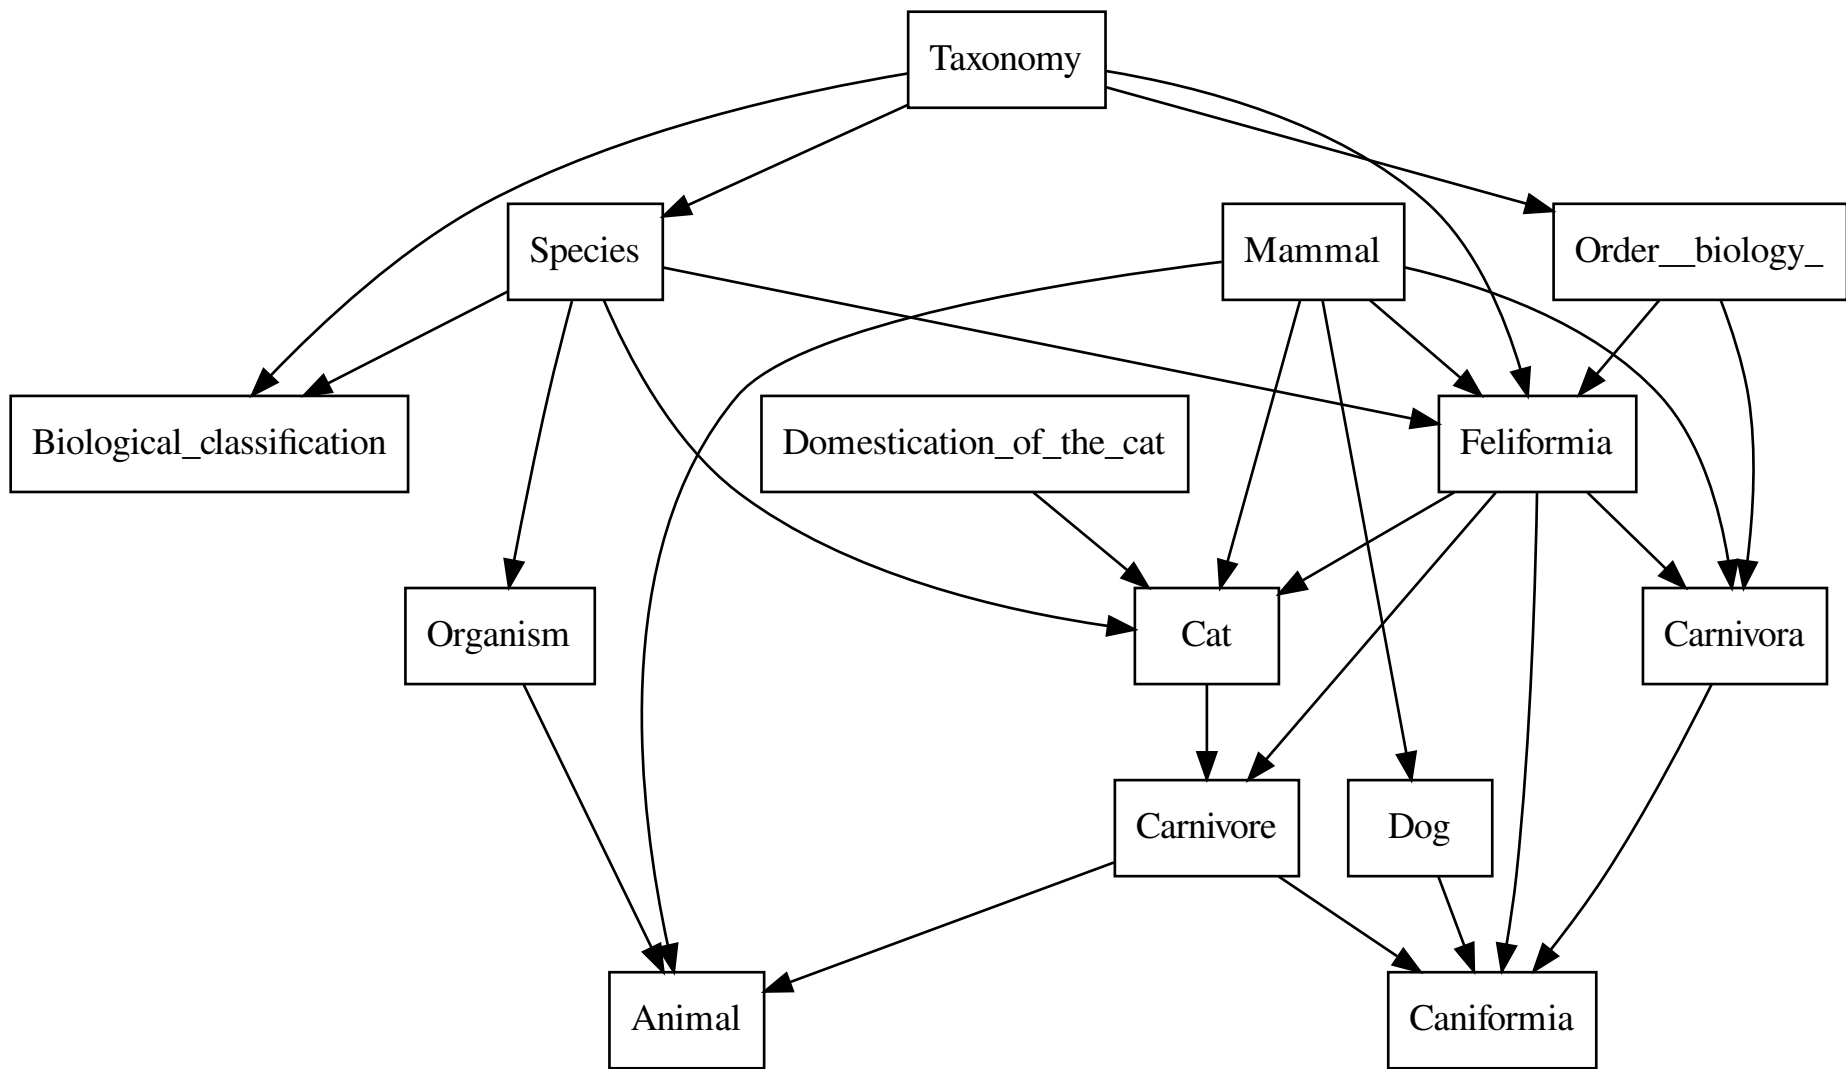 Taxonomy
Species
Mammal
Order__biology_
Biological_classification
Domestication_of_the_cat
Feliformia
Organism
Cat
Carnivora
Carnivore
Dog
Animal
Caniformia